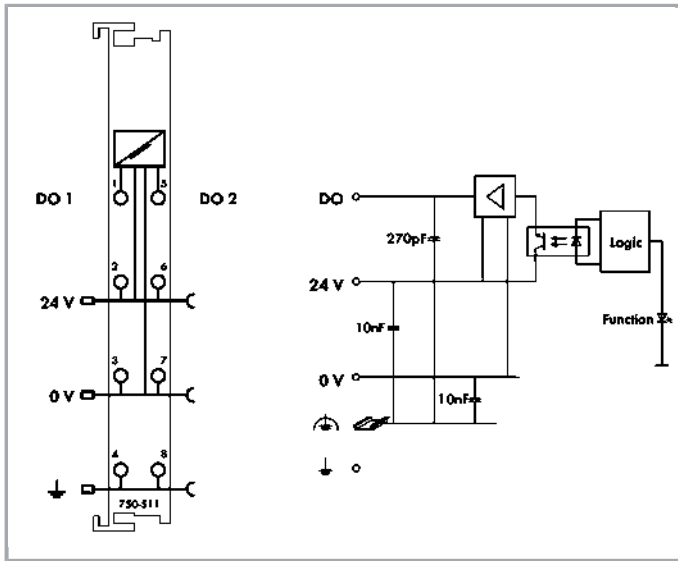 1 5
DO 1
DO 2
2 6
24 V
3 7
0 V
4 8
750-511
DO
270pF
Logic
24 V
10nF
Function
0 V
10nF